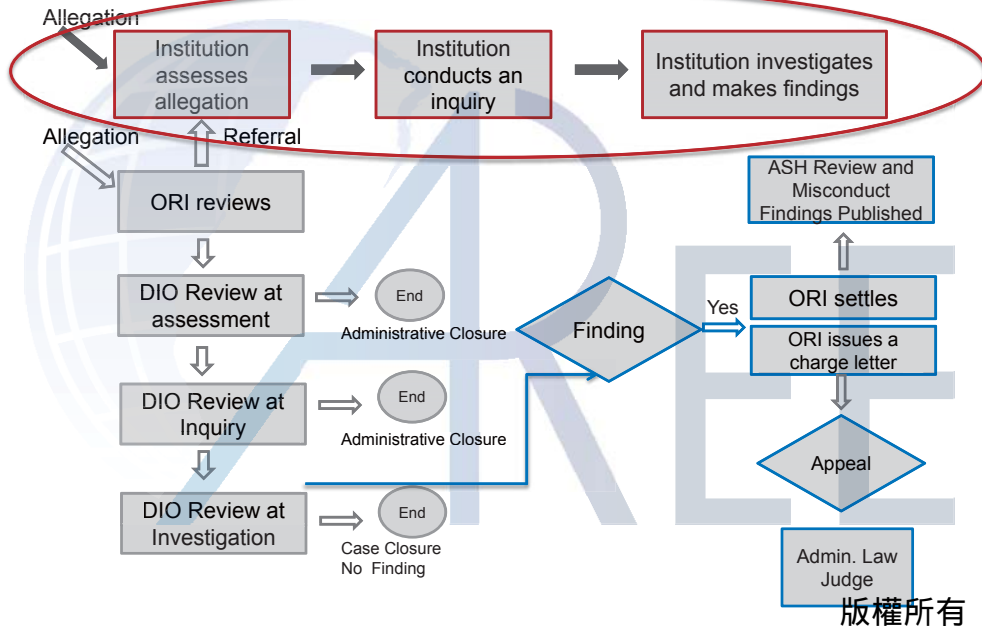 Allegation
Institution
assesses
allegation
Institution
conducts an
inquiry
Institution investigates
and makes findings
Allegation
Referral
ORI reviews
ASH Review and
Misconduct
Findings Published
DIO Review at
assessment
End
Administrative Closure
Finding
Yes
ORI settles
ORI issues a
charge letter
DIO Review at
Inquiry
End
Administrative Closure
Appeal
DIO Review at
Investigation
End
Case Closure
No Finding
Admin. Law
Judge
AREE
版權所有